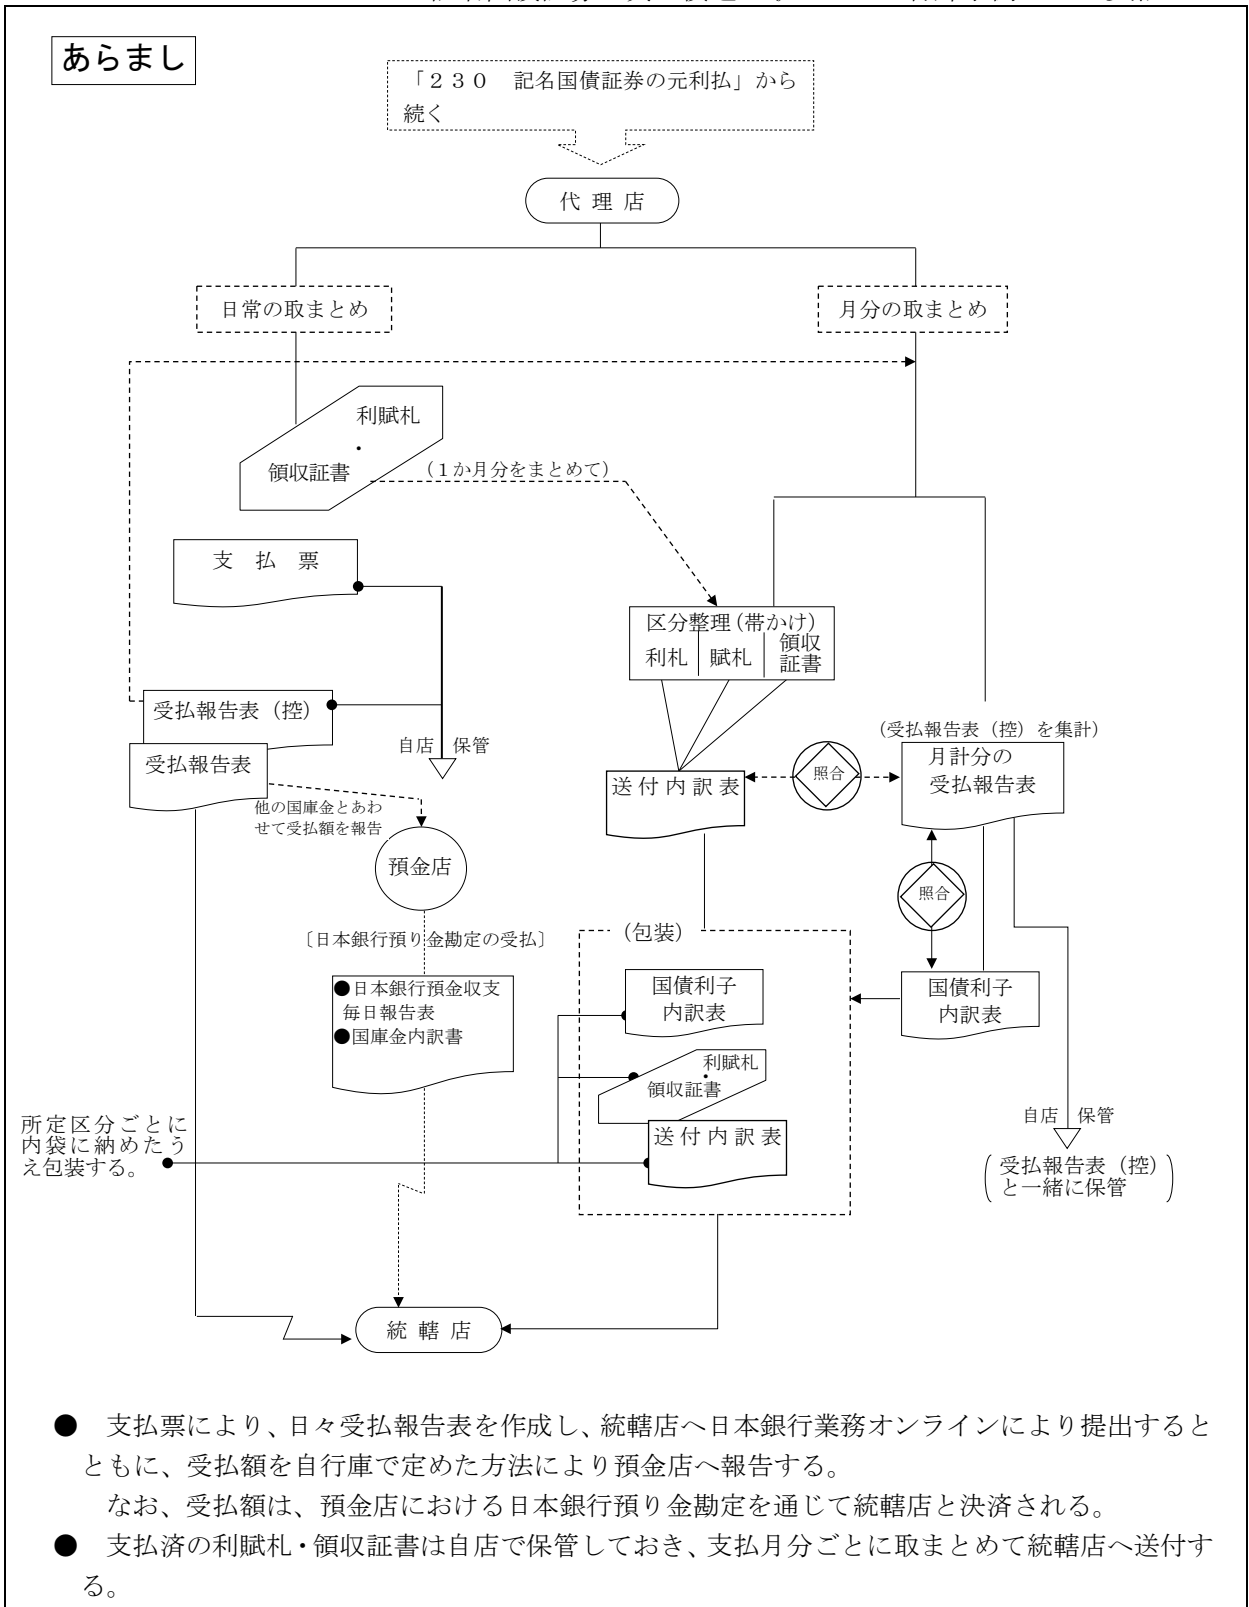 あらまし
「２３０　記名国債証券の元利払」から
続く
代 理 店
日常の取まとめ
月分の取まとめ
利賦札
・
領収証書
（１か月分をまとめて）
支　払　票
区分整理（帯かけ）
利札
賦札
領収
証書
受払報告表（控）
受払報告表
自店
保管
他の国庫金とあわ
せて受払額を報告
（受払報告表（控）を集計）
月計分の
受払報告表
照合
送付内訳表
預金店
照合
〔日本銀行預り金勘定の受払〕
●日本銀行預金収支
毎日報告表
●国庫金内訳書
（包装）
国債利子
内訳表
国債利子
内訳表
利賦札
・
領収証書
送付内訳表
所定区分ごとに
内袋に納めたう
え包装する。
自店
保管
（受払報告表（控）
と一緒に保管）
統 轄 店
●　支払票により、日々受払報告表を作成し、統轄店へ日本銀行業務オンラインにより提出すると
ともに、受払額を自行庫で定めた方法により預金店へ報告する。
なお、受払額は、預金店における日本銀行預り金勘定を通じて統轄店と決済される。
●　支払済の利賦札・領収証書は自店で保管しておき、支払月分ごとに取まとめて統轄店へ送付す
る。